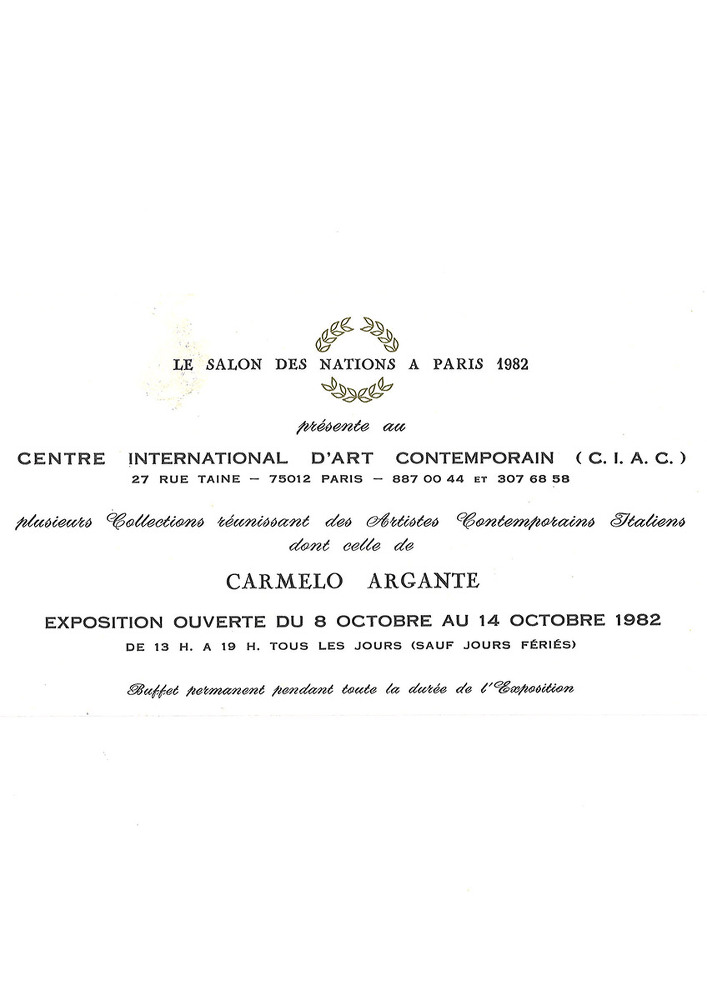 LE SALON DES NATIONS A PARIS 1982
présente au
CENTRE INTERNATIONAL D'ART CONTEMPORAIN ( C. I. A. C. )
27 RUE TAINE — 75012 PARIS — 887 00 44 ET 307 68 58
plusieurs Collections réunissant des Artistes Contemporains Italiens
dont celle de
CARMELO ARGANTE
EXPOSITION OUVERTE DU 8 OCTOBRE AU 14 OCTOBRE 1982
DE 13 H. A 19 H. TOUS LES JOURS (SAUF JOURS FÉRIÉS)
Buffet permanent pendant toute la durée de l'Exposition